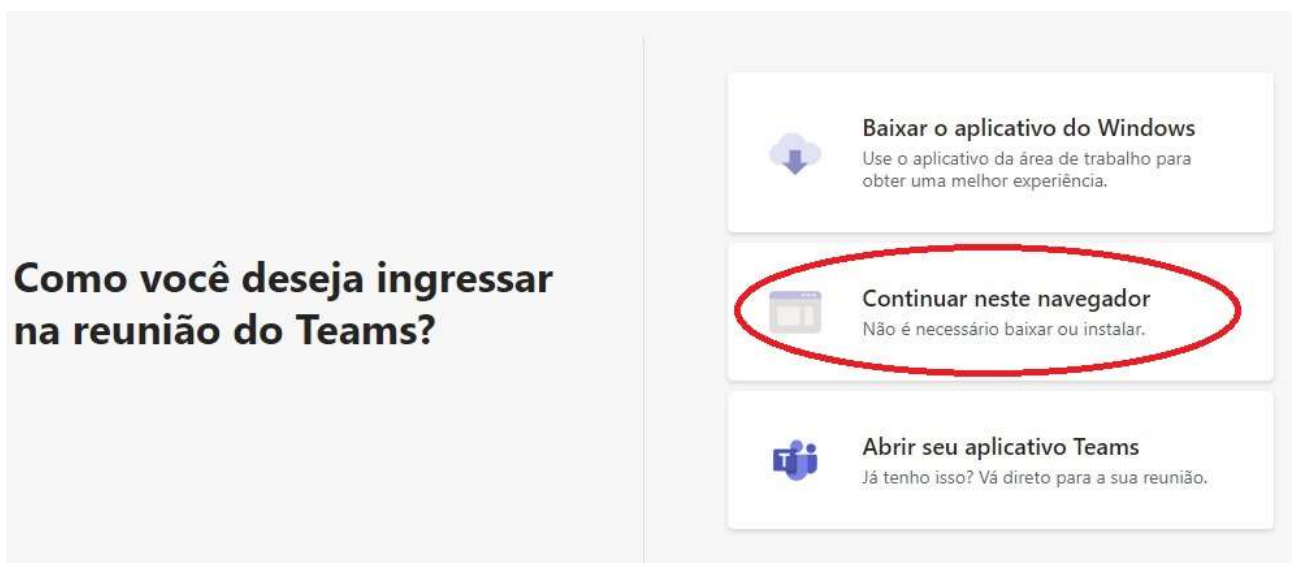 Como você deseja ingressar
na reunião do Teams?
Baixar o aplicativo do Windows
Use o aplicativo da área de trabalho para
obter uma melhor experiência.
Continuar neste navegador
Não é necessário baixar ou instalar.
Abrir seu aplicativo Teams
Já tenho isso? Vá direto para a sua reunião.